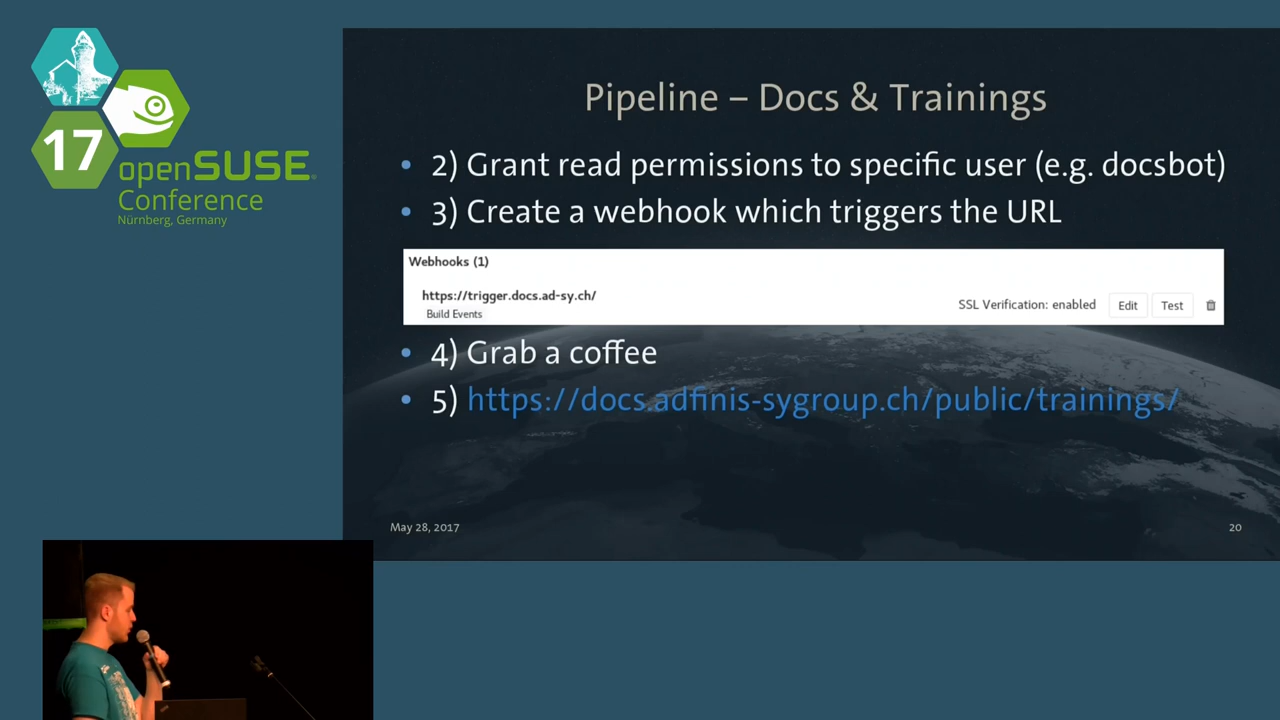 17
openSUSE
Conference
Nürnberg, Germany
Pipeline – Docs & Trainings
• 2) Grant read permissions to specific user (e.g. docsbot)
• 3) Create a webhook which triggers the URL
Webhooks (1)
https://trigger.docs.ad-sy.ch/
Build Events
SSL Verification: enabled Edit Test
• 4) Grab a coffee
• 5) https://docs.adfinis-sygroup.ch/public/trainings/
May 28, 2017
20